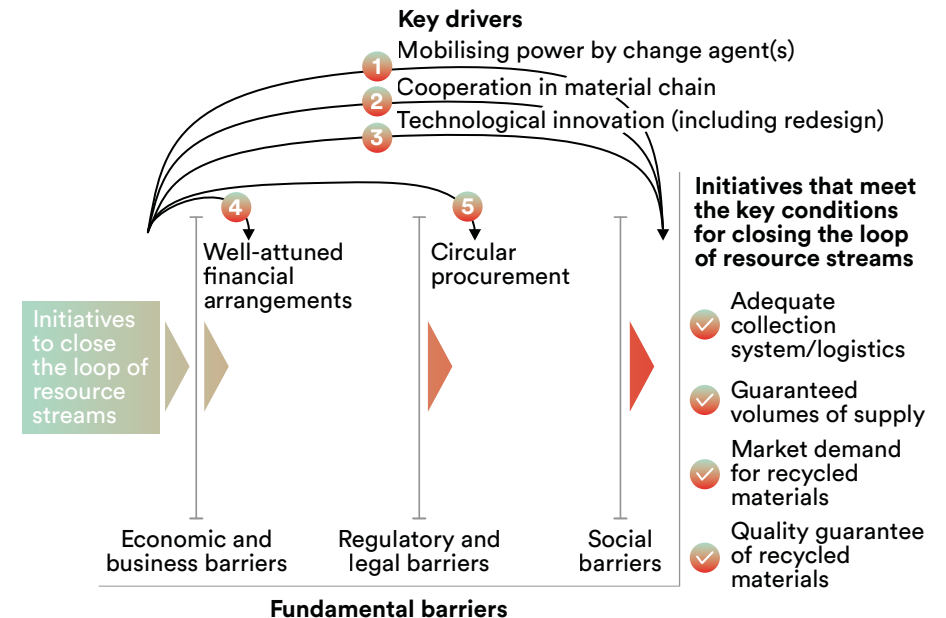 Key drivers
1 Mobilising power by change agent(s)
2 Cooperation in material chain
3 Technological innovation (including redesign)
4
5
Well-attuned
financial
arrangements
Circular
procurement
Initiatives
to close
the loop of
resource
streams
Economic and
business barriers
Regulatory and
legal barriers
Social
barriers
Fundamental barriers
Initiatives that meet
the key conditions
for closing the loop
of resource streams
Adequate
collection
system/logistics
Guaranteed
volumes of supply
Market demand
for recycled
materials
Quality guarantee
of recycled
materials